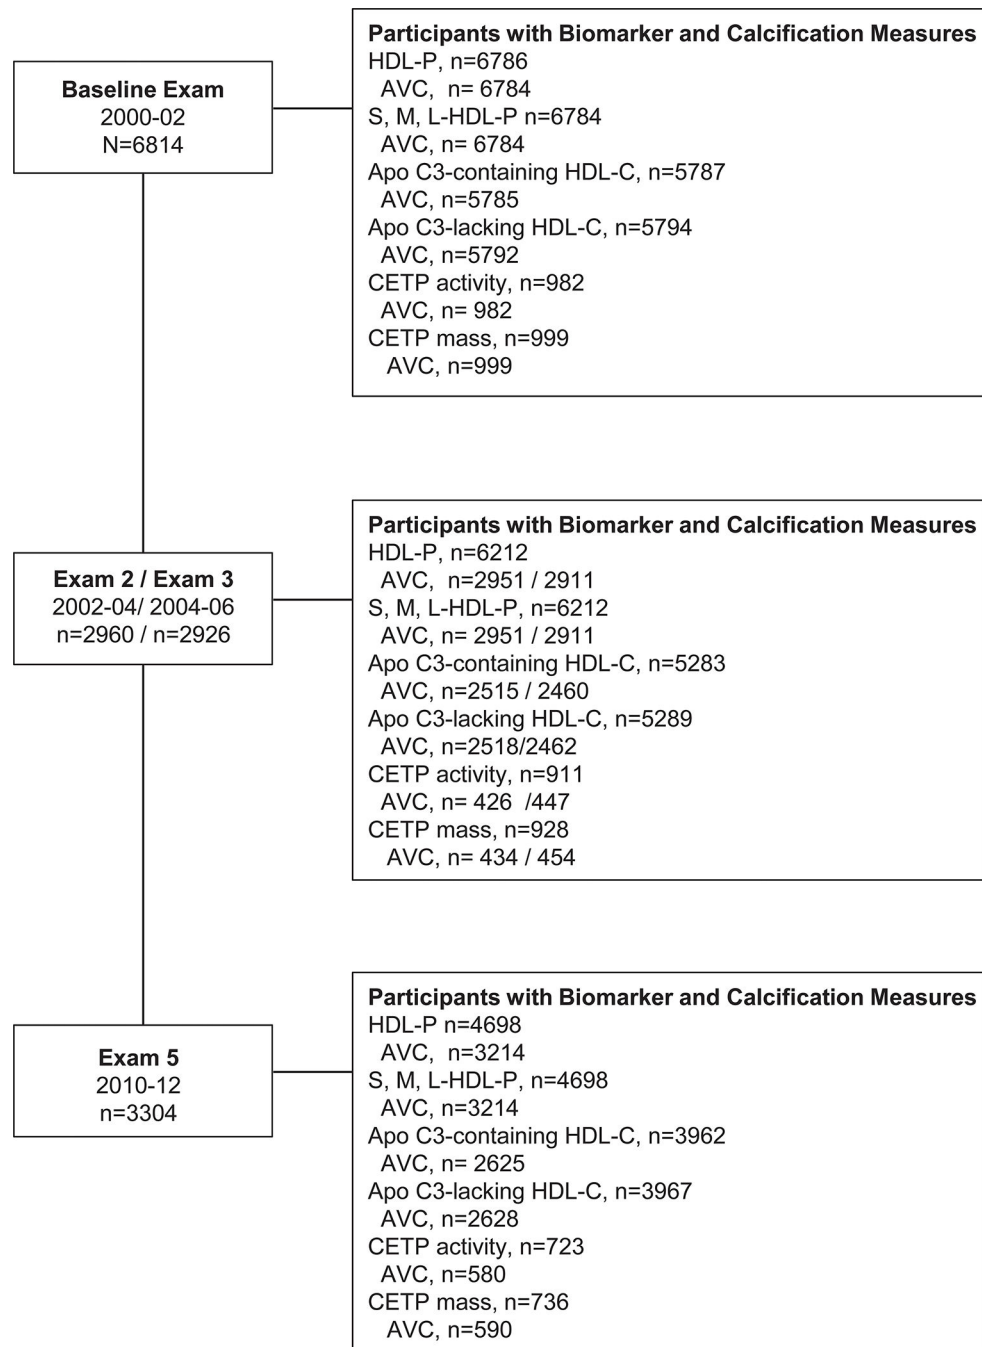 Baseline Exam
2000-02
N=6814
Participants with Biomarker and Calcification Measures
HDL-P, n=6786
AVC, n= 6784
S, M, L-HDL-P n=6784
AVC, n= 6784
Apo C3-containing HDL-C, n=5787
AVC, n=5785
Apo C3-lacking HDL-C, n=5794
AVC, n=5792
CETP activity, n=982
AVC, n= 982
CETP mass, n=999
AVC, n=999
Exam 2 / Exam 3
2002-04/ 2004-06
n=2960 / n=2926
Participants with Biomarker and Calcification Measures
HDL-P, n=6212
AVC, n=2951 / 2911
S, M, L-HDL-P, n=6212
AVC, n= 2951 / 2911
Apo C3-containing HDL-C, n=5283
AVC, n=2515 / 2460
Apo C3-lacking HDL-C, n=5289
AVC, n=2518/2462
CETP activity, n=911
AVC, n= 426 /447
CETP mass, n=928
AVC, n= 434 / 454
Exam 5
2010-12
n=3304
Participants with Biomarker and Calcification Measures
HDL-P n=4698
AVC, n=3214
S, M, L-HDL-P, n=4698
AVC, n=3214
Apo C3-containing HDL-C, n=3962
AVC, n= 2625
Apo C3-lacking HDL-C, n=3967
AVC, n=2628
CETP activity, n=723
AVC, n=580
CETP mass, n=736
AVC, n=590